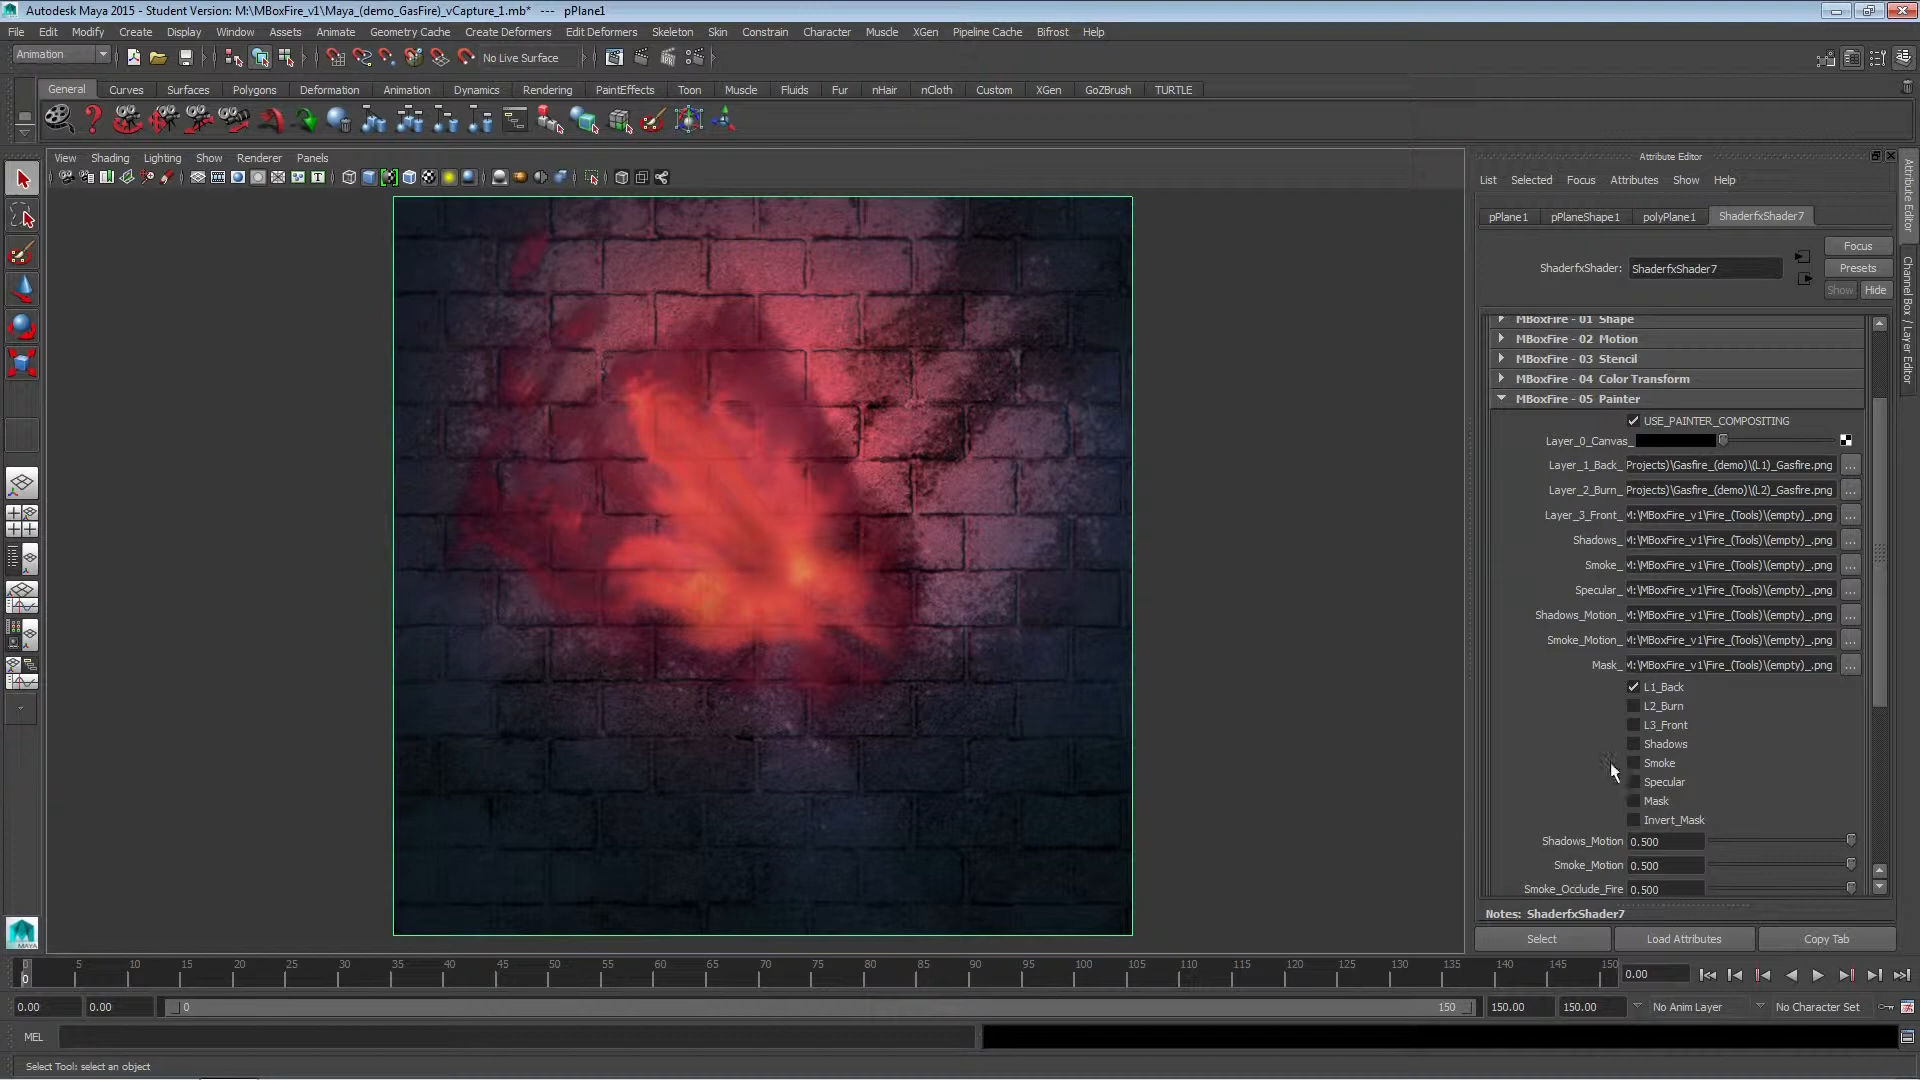 Autodesk Maya 2015 - Student Version: M:\MBoxFire_v1\Maya_(demo_GasFire)_vCapture_1.mb* --- pPlane1
File Edit Modify Create Display Window Assets Animate Geometry Cache Create Deformers Edit Deformers Skeleton Skin Constrain Character Muscle XGen Pipeline Cache Bifrost Help
Animation No Live Surface
General Curves Surfaces Polygons Deformation Animation Dynamics Rendering PaintEffects Toon Muscle Fluids Fur nHair nCloth Custom XGen GoZBrush TURTLE
View Shading Lighting Show Renderer Panels
Attribute Editor
List Selected Focus Attributes Show Help
pPlane1 pPlaneShape1 polyPlane1 ShaderfxShader7
Focus
ShaderfxShader: ShaderfxShader7 Presets
Show Hide
MBoxFire - 01 Shape
MBoxFire - 02 Motion
MBoxFire - 03 Stencil
MBoxFire - 04 Color Transform
MBoxFire - 05 Painter
USE_PAINTER_COMPOSITING
Layer_0_Canvas_
Layer_1_Back_ Projects)\Gasfire_(demo)\(L1)_Gasfire.png ...
Layer_2_Burn_ Projects)\Gasfire_(demo)\(L2)_Gasfire.png ...
Layer_3_Front_ M:\MBoxFire_v1\Fire_(Tools)\(empty)_.png ...
Shadows_ M:\MBoxFire_v1\Fire_(Tools)\(empty)_.png ...
Smoke_ M:\MBoxFire_v1\Fire_(Tools)\(empty)_.png ...
Specular_ M:\MBoxFire_v1\Fire_(Tools)\(empty)_.png ...
Shadows_Motion_ M:\MBoxFire_v1\Fire_(Tools)\(empty)_.png ...
Smoke_Motion_ M:\MBoxFire_v1\Fire_(Tools)\(empty)_.png ...
Mask_ M:\MBoxFire_v1\Fire_(Tools)\(empty)_.png ...
L1_Back
L2_Burn
L3_Front
Shadows
Smoke
Specular
Mask
Invert_Mask
Shadows_Motion 0.500
Smoke_Motion 0.500
Smoke_Occlude_Fire 0.500
Notes: ShaderfxShader7
Select Load Attributes Copy Tab
Attribute Editor
Channel Box / Layer Editor
MAYA
0 5 10 15 20 25 30 35 40 45 50 55 60 65 70 75 80 85 90 95 100 105 110 115 120 125 130 135 140 145 150 0.00
0.00 0.00 0 150 150.00 150.00 No Anim Layer No Character Set
MEL
Select Tool: select an object